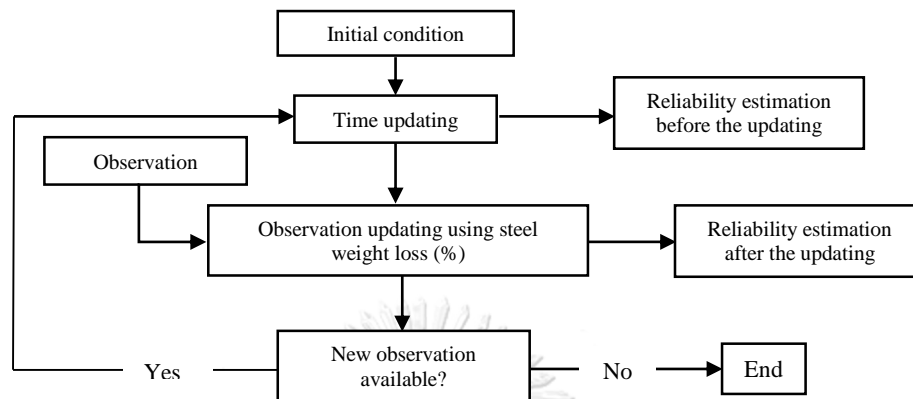 Initial condition
Time updating
Reliability estimation
before the updating
Observation
Observation updating using steel
weight loss (%)
Reliability estimation
after the updating
New observation
available?
Yes
No
End